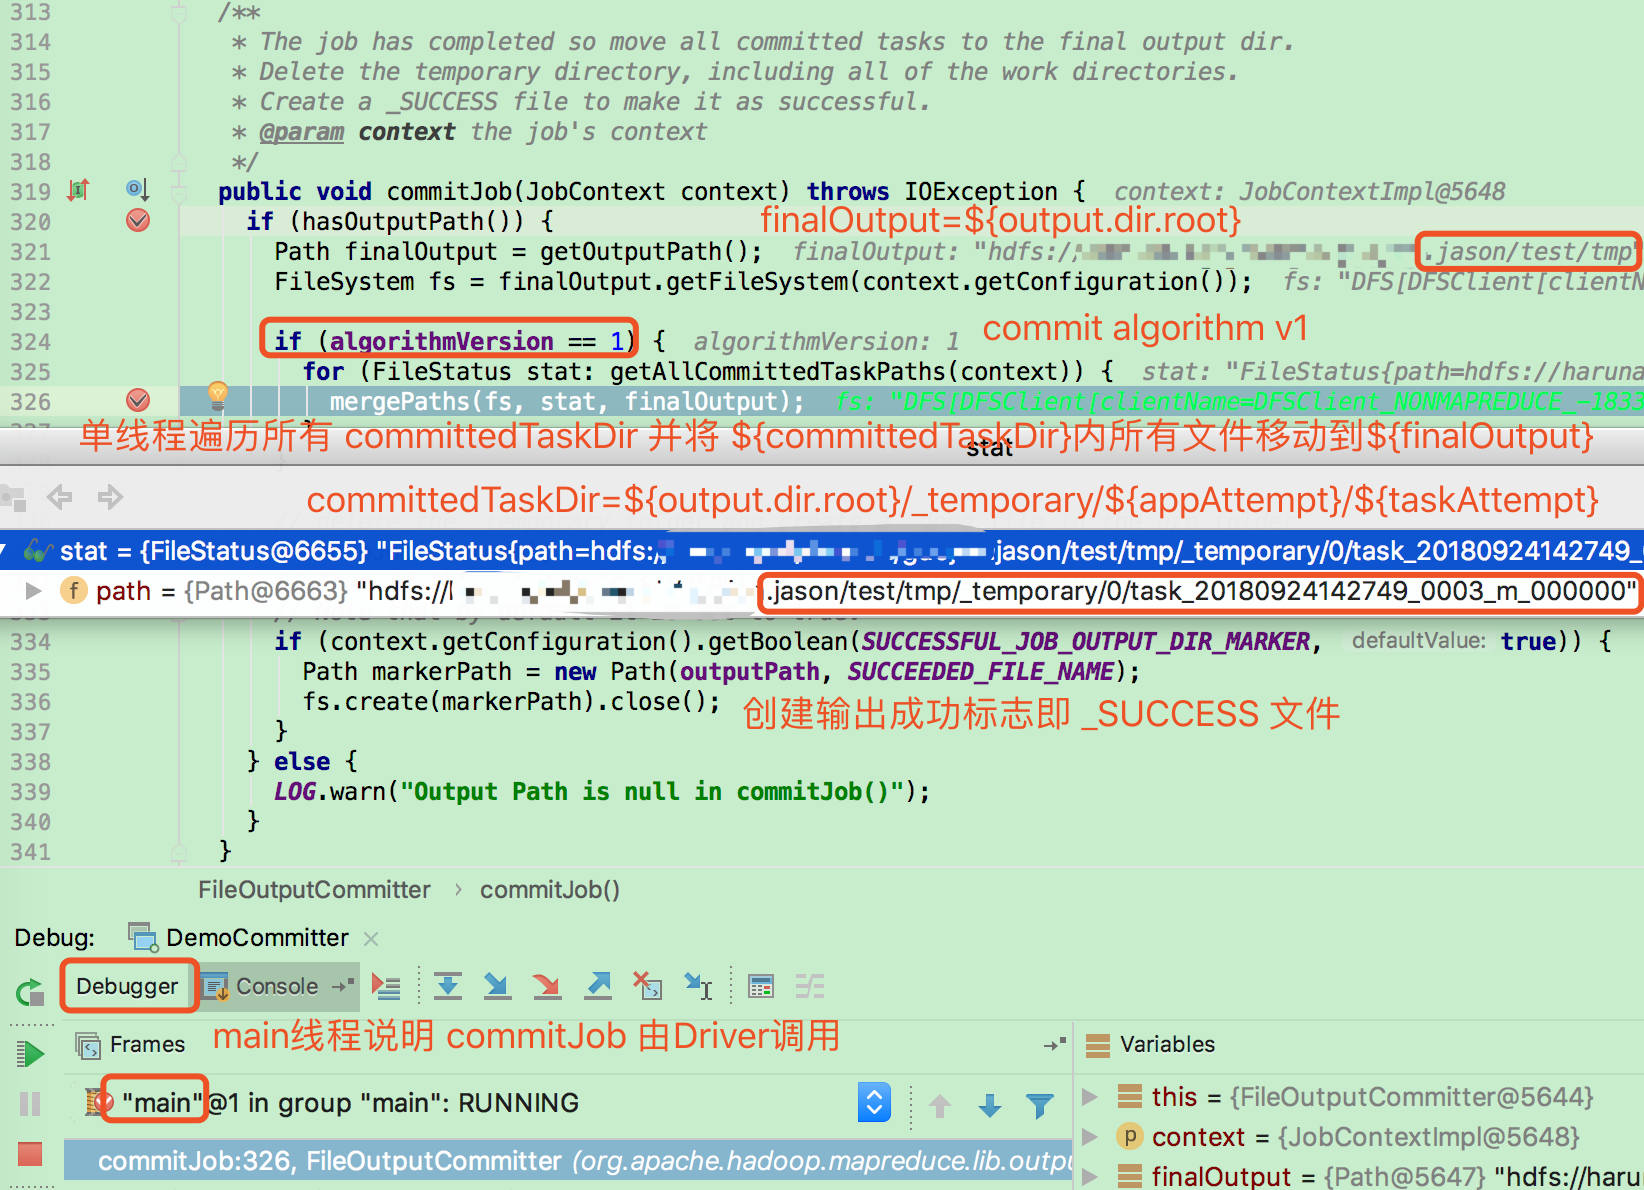 313 /**
314 * The job has completed so move all committed tasks to the final output dir.
315 * Delete the temporary directory, including all of the work directories.
316 * Create a _SUCCESS file to make it as successful.
317 * @param context the job's context
318 */
319 public void commitJob(JobContext context) throws IOException { context: JobContextImpl@5648
320 if (hasOutputPath()) {
finalOutput=${output.dir.root}
321 Path finalOutput = getOutputPath(); finalOutput: "hdfs:/ .jason/test/tmp"
322 FileSystem fs = finalOutput.getFileSystem(context.getConfiguration()); fs: "DFS[DFSClient[clientN
323
324 if (algorithmVersion == 1) { algorithmVersion: 1
commit algorithm v1
325 for (FileStatus stat: getAllCommittedTaskPaths(context)) { stat: "FileStatus{path=hdfs://haruna
326 mergePaths(fs, stat, finalOutput); fs: "DFS[DFSClient[clientName=DFSClient_NONMAPREDUCE_-1833
单线程遍历所有 committedTaskDir 并将 ${committedTaskDir}内所有文件移动到${finalOutput}
stat
committedTaskDir=${output.dir.root}/_temporary/${appAttempt}/${taskAttempt}
stat = {FileStatus@6655} "FileStatus{path=hdfs:/ jason/test/tmp/_temporary/0/task_20180924142749_
f path = {Path@6663} "hdfs:// .jason/test/tmp/_temporary/0/task_20180924142749_0003_m_000000"
334 if (context.getConfiguration().getBoolean(SUCCESSFUL_JOB_OUTPUT_DIR_MARKER, defaultValue: true)) {
335 Path markerPath = new Path(outputPath, SUCCEEDED_FILE_NAME);
336 fs.create(markerPath).close();
创建输出成功标志即 _SUCCESS 文件
337 }
338 } else {
339 LOG.warn("Output Path is null in commitJob()");
340 }
341 }
FileOutputCommitter › commitJob()
Debug: DemoCommitter
Debugger Console
main线程说明 commitJob 由Driver调用
Frames
Variables
"main"@1 in group "main": RUNNING
this = {FileOutputCommitter@5644}
p context = {JobContextImpl@5648}
commitJob:326, FileOutputCommitter (org.apache.hadoop.mapreduce.lib.outpu
finalOutput = {Path@5647} "hdfs://haru